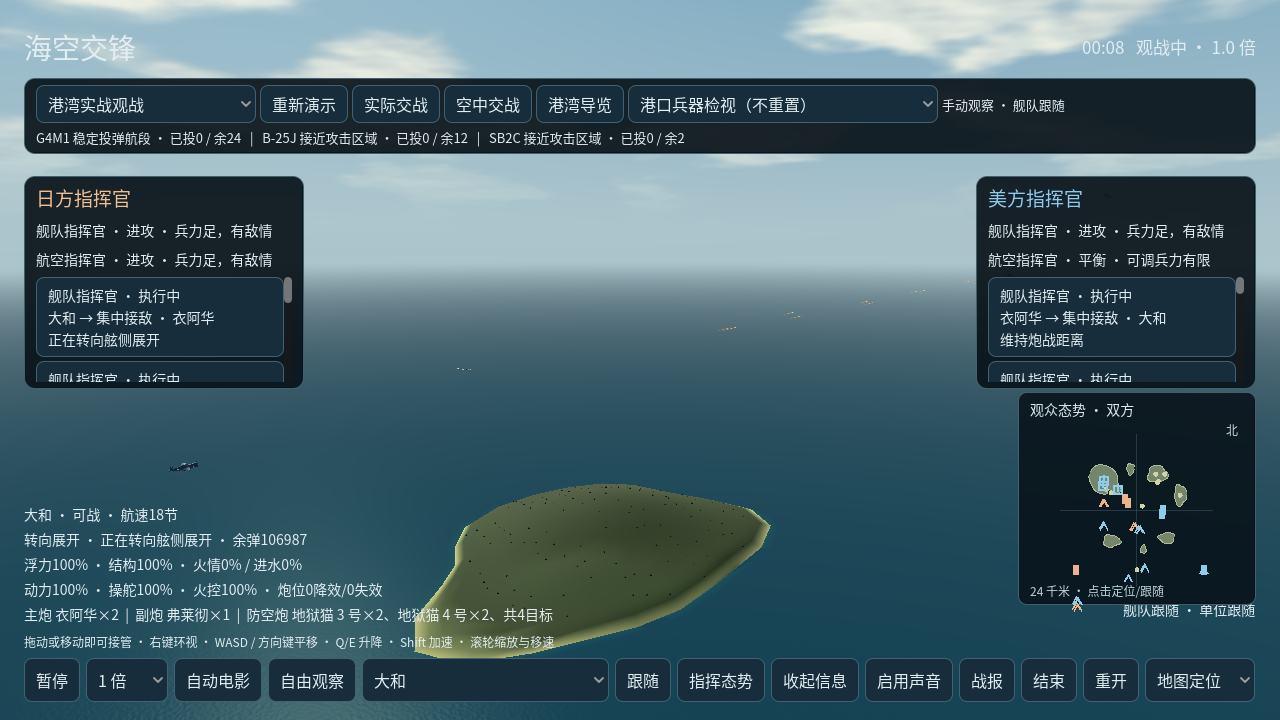 海空交锋
00:08 观战中 · 1.0 倍
港湾实战观战 重新演示 实际交战 空中交战 港湾导览 港口兵器检视（不重置） 手动观察 · 舰队跟随
G4M1 稳定投弹航段 · 已投0 / 余24 | B-25J 接近攻击区域 · 已投0 / 余12 | SB2C 接近攻击区域 · 已投0 / 余2
日方指挥官
舰队指挥官 · 进攻 · 兵力足，有敌情
航空指挥官 · 进攻 · 兵力足，有敌情
舰队指挥官 · 执行中
大和 → 集中接敌 · 衣阿华
正在转向舷侧展开
舰队指挥官 · 执行中
美方指挥官
舰队指挥官 · 进攻 · 兵力足，有敌情
航空指挥官 · 平衡 · 可调兵力有限
舰队指挥官 · 执行中
衣阿华 → 集中接敌 · 大和
维持炮战距离
舰队指挥官 · 执行中
观众态势 · 双方
北
24 千米 · 点击定位/跟随
舰队跟随 · 单位跟随
大和 · 可战 · 航速18节
转向展开 · 正在转向舷侧展开 · 余弹106987
浮力100% · 结构100% · 火情0% / 进水0%
动力100% · 操舵100% · 火控100% · 炮位0降效/0失效
主炮 衣阿华×2 | 副炮 弗莱彻×1 | 防空炮 地狱猫 3 号×2、地狱猫 4 号×2、共4目标
拖动或移动即可接管 · 右键环视 · WASD / 方向键平移 · Q/E 升降 · Shift 加速 · 滚轮缩放与移速
暂停 1 倍 自动电影 自由观察 大和 跟随 指挥态势 收起信息 启用声音 战报 结束 重开 地图定位